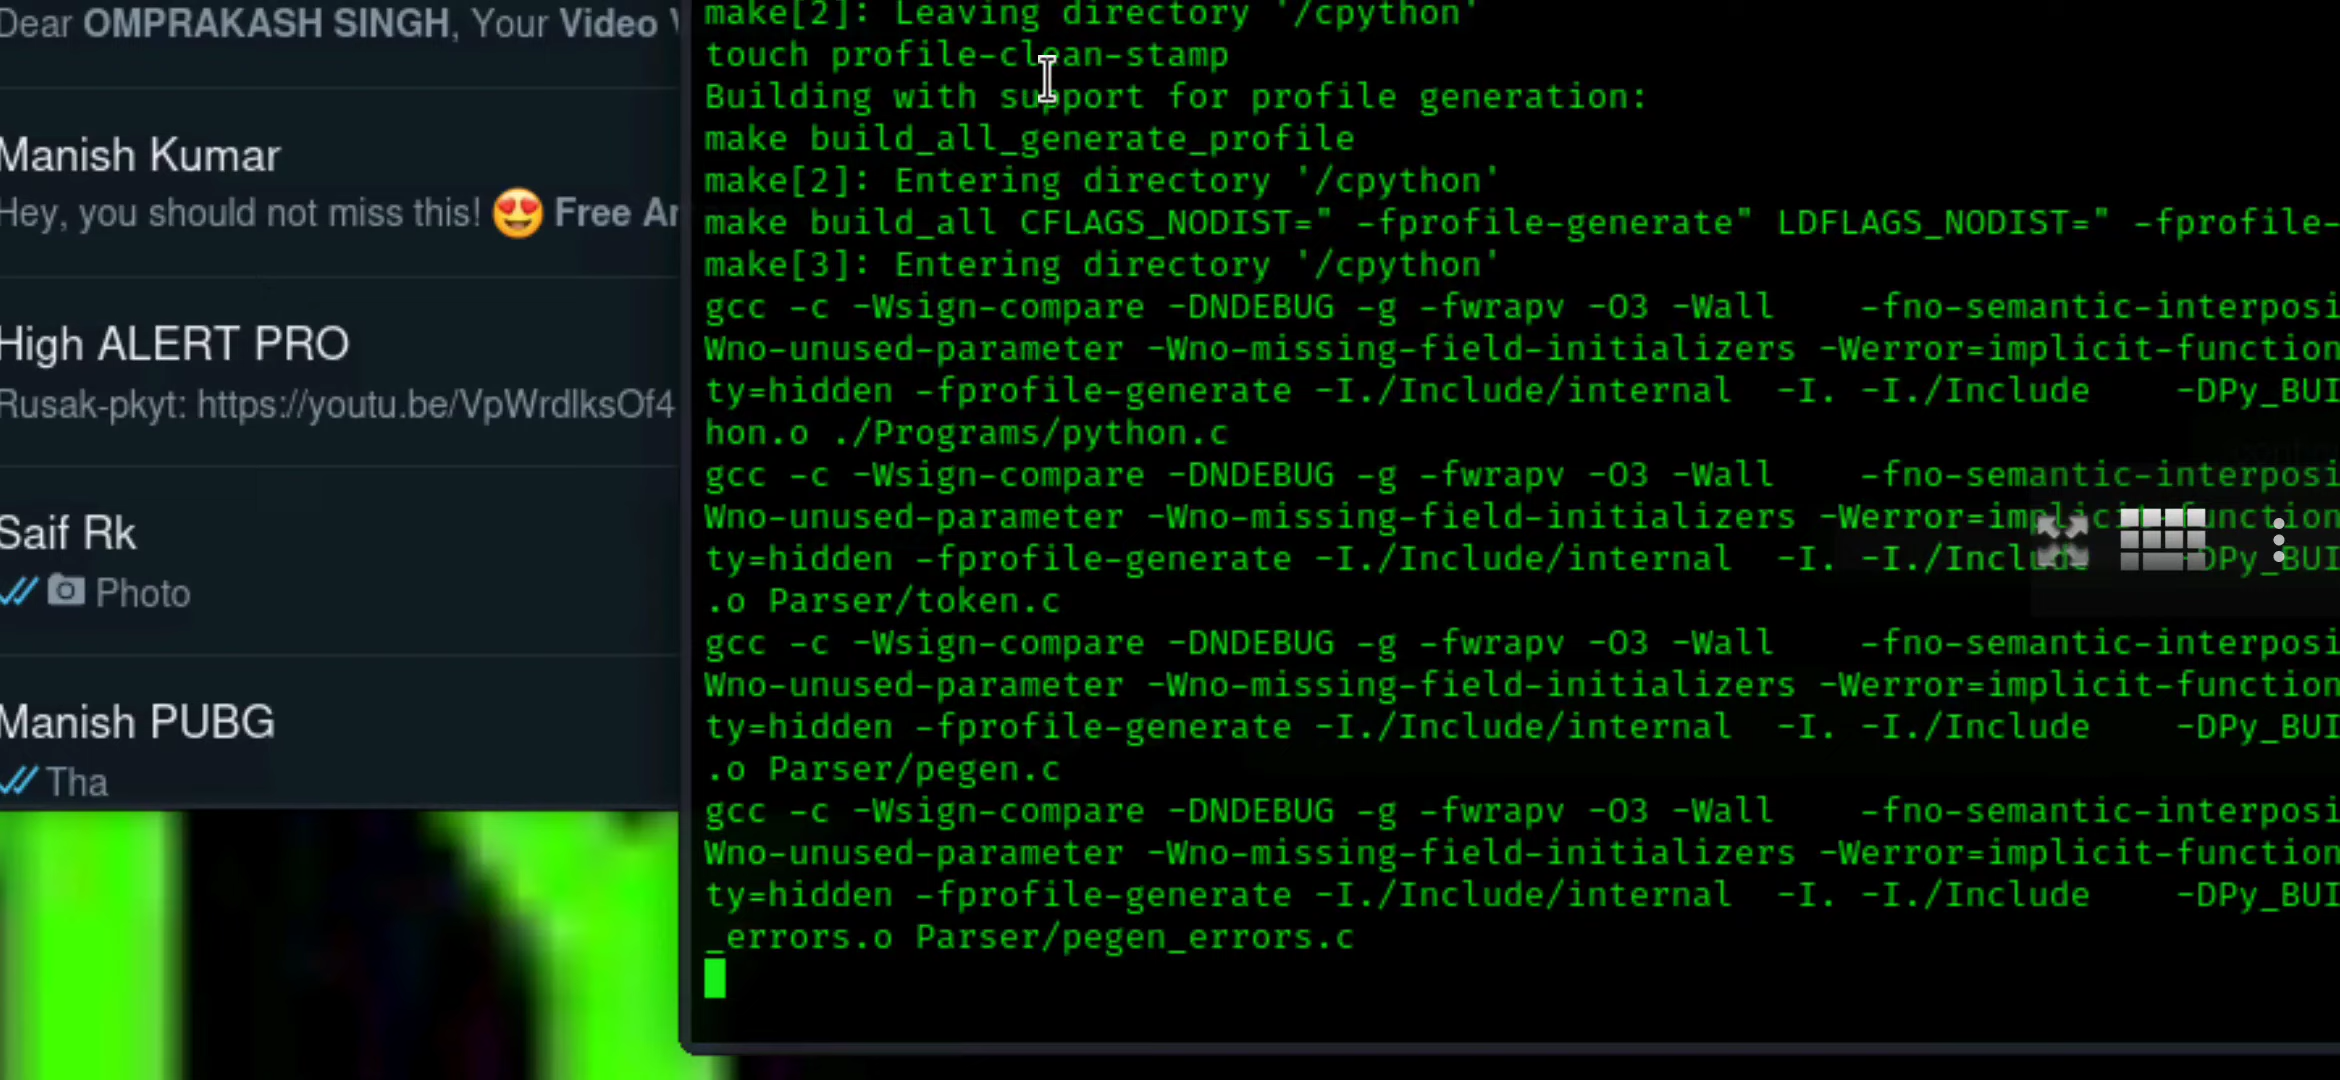 Dear OMPRAKASH SINGH, Your Video
Manish Kumar
Hey, you should not miss this! 😍 Free
High ALERT PRO
Rusak-pkyt: https://youtu.be/VpWrdlksOf4
Saif Rk
Photo
Manish PUBG
Tha
make[2]: Leaving directory '/cpython'
touch profile-clean-stamp
Building with support for profile generation:
make build_all_generate_profile
make[2]: Entering directory '/cpython'
make build_all CFLAGS_NODIST=" -fprofile-generate" LDFLAGS_NODIST=" -fprofile-
make[3]: Entering directory '/cpython'
gcc -c -Wsign-compare -DNDEBUG -g -fwrapv -O3 -Wall    -fno-semantic-interposi
Wno-unused-parameter -Wno-missing-field-initializers -Werror=implicit-function
ty=hidden -fprofile-generate -I./Include/internal  -I. -I./Include    -DPy_BUI
hon.o ./Programs/python.c
gcc -c -Wsign-compare -DNDEBUG -g -fwrapv -O3 -Wall    -fno-semantic-interposi
Wno-unused-parameter -Wno-missing-field-initializers -Werror=implicit-function
ty=hidden -fprofile-generate -I./Include/internal  -I. -I./Include    -DPy_BUI
.o Parser/token.c
gcc -c -Wsign-compare -DNDEBUG -g -fwrapv -O3 -Wall    -fno-semantic-interposi
Wno-unused-parameter -Wno-missing-field-initializers -Werror=implicit-function
ty=hidden -fprofile-generate -I./Include/internal  -I. -I./Include    -DPy_BUI
.o Parser/pegen.c
gcc -c -Wsign-compare -DNDEBUG -g -fwrapv -O3 -Wall    -fno-semantic-interposi
Wno-unused-parameter -Wno-missing-field-initializers -Werror=implicit-function
ty=hidden -fprofile-generate -I./Include/internal  -I. -I./Include    -DPy_BUI
_errors.o Parser/pegen_errors.c